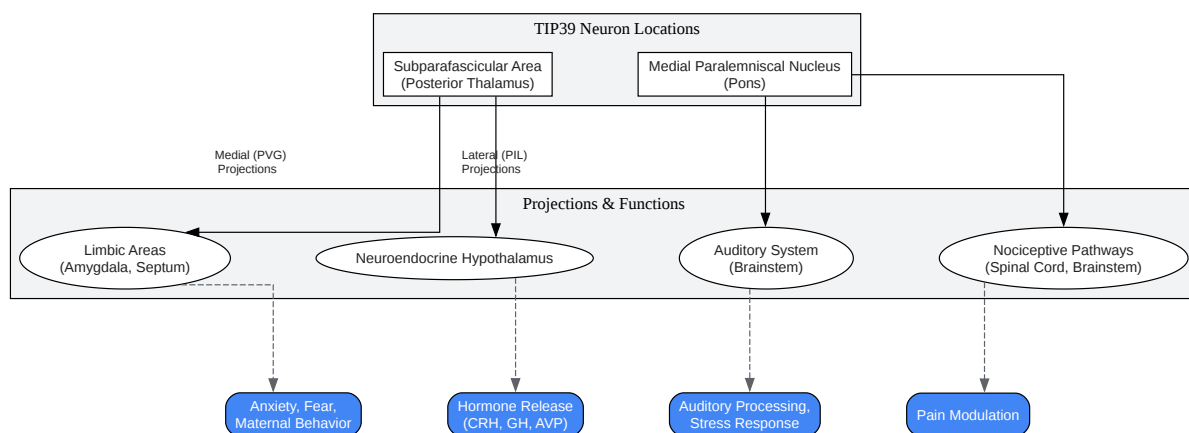 TIP39 Neuron Locations
Subparafascicular Area
(Posterior Thalamus)
Medial Paralemniscal Nucleus
(Pons)
Medial (PVG)
Projections
Lateral (PIL)
Projections
Projections & Functions
Limbic Areas
(Amygdala, Septum)
Neuroendocrine Hypothalamus
Auditory System
(Brainstem)
Nociceptive Pathways
(Spinal Cord, Brainstem)
Anxiety, Fear,
Maternal Behavior
Hormone Release
(CRH, GH, AVP)
Auditory Processing,
Stress Response
Pain Modulation